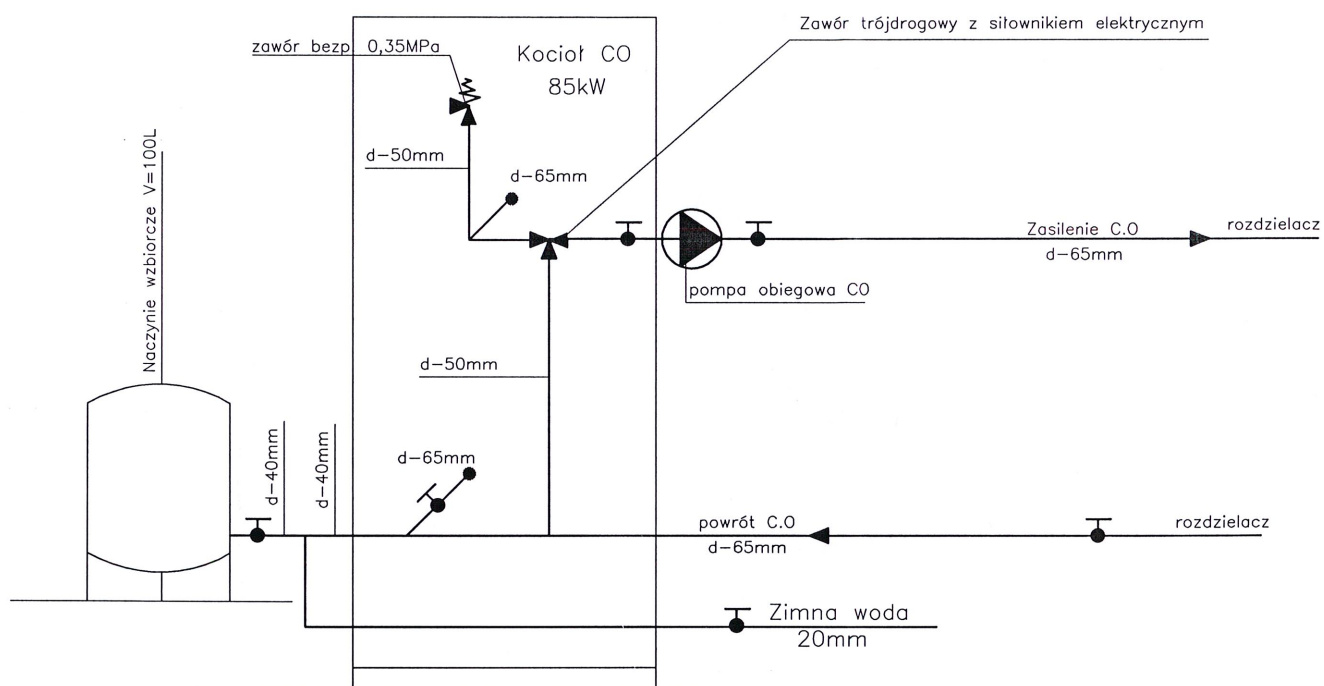 Zawór trójdrogowy z siłownikiem elektrycznym
zawór bezp. 0,35MPa
Kocioł CO
85kW
d-50mm
d-65mm
Naczynie wzbiorcze V=100L
Zasilenie C.O
d-65mm
rozdzielacz
pompa obiegowa CO
d-50mm
d-40mm
d-40mm
d-65mm
powrót C.O
d-65mm
rozdzielacz
Zimna woda
20mm